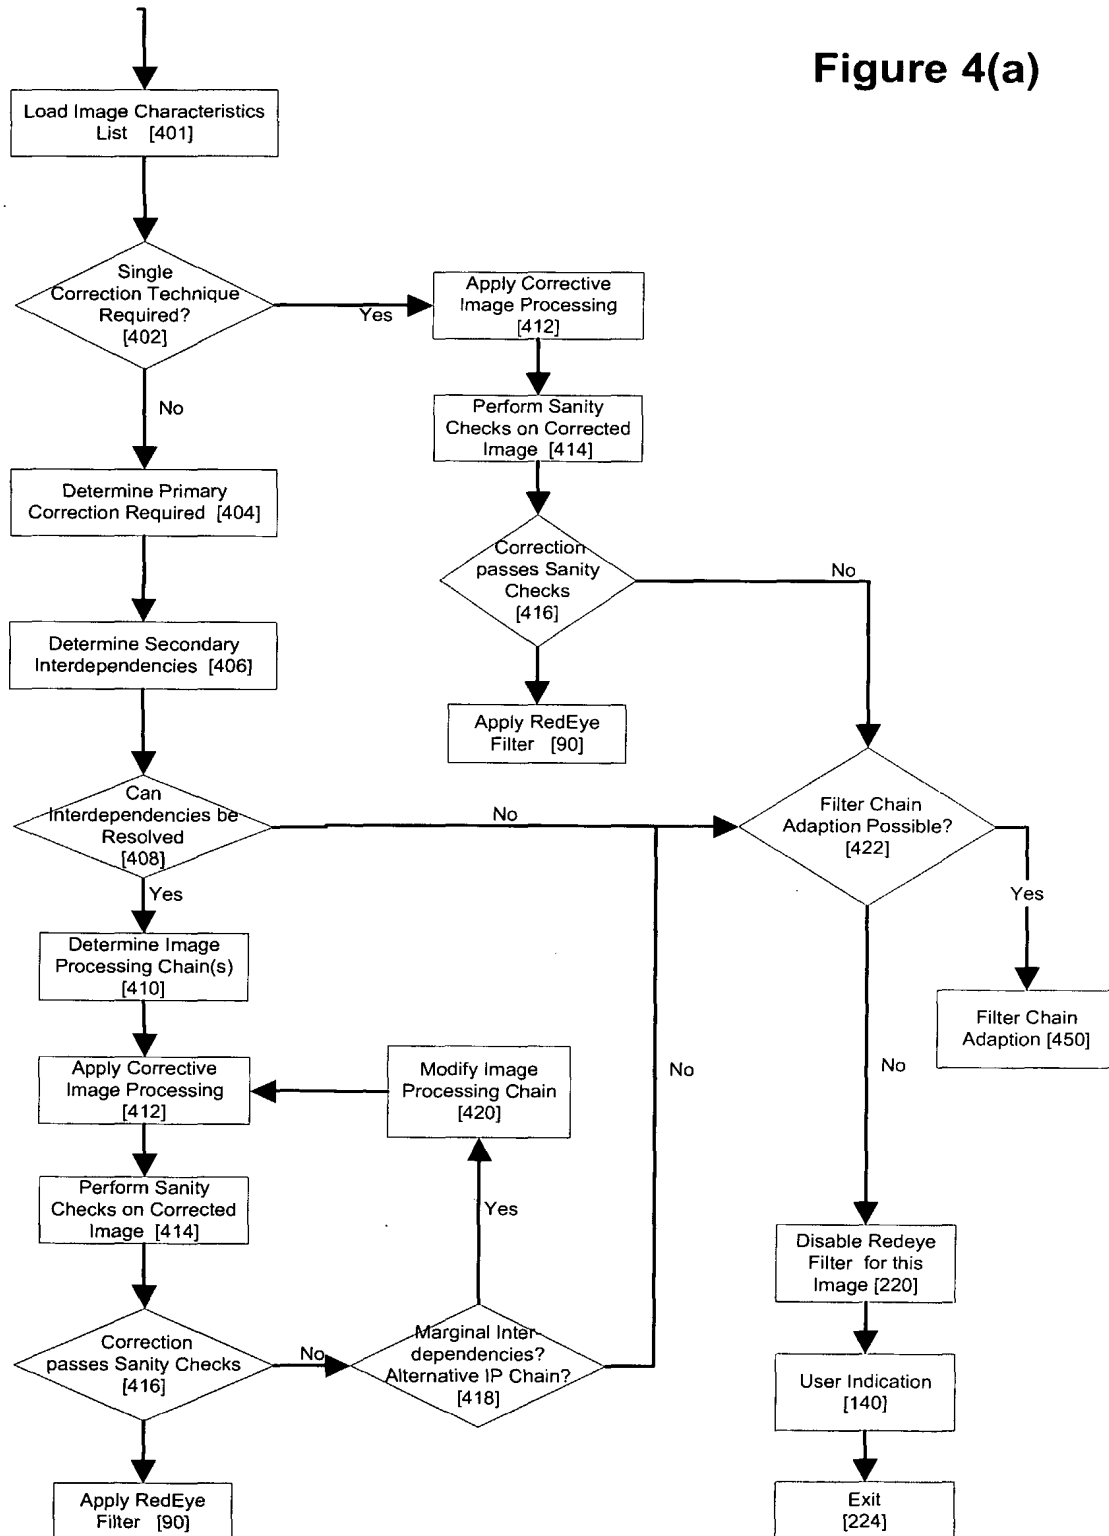 Figure 4(a)
Load Image Characteristics
List [401]
Single
Correction Technique
Required?
[402]
Yes
No
Apply Corrective
Image Processing
[412]
Perform Sanity
Checks on Corrected
Image [414]
Correction
passes Sanity
Checks
[416]
No
Apply RedEye
Filter [90]
Determine Primary
Correction Required [404]
Determine Secondary
Interdependencies [406]
Can
Interdependencies be
Resolved
[408]
No
Yes
Filter Chain
Adaption Possible?
[422]
Yes
No
Filter Chain
Adaption [450]
Determine Image
Processing Chain(s)
[410]
Apply Corrective
Image Processing
[412]
Modify Image
Processing Chain
[420]
No
Perform Sanity
Checks on Corrected
Image [414]
Yes
Correction
passes Sanity Checks
[416]
No
Marginal Inter-
dependencies?
Alternative IP Chain?
[418]
Apply RedEye
Filter [90]
Disable Redeye
Filter for this
Image [220]
User Indication
[140]
Exit
[224]